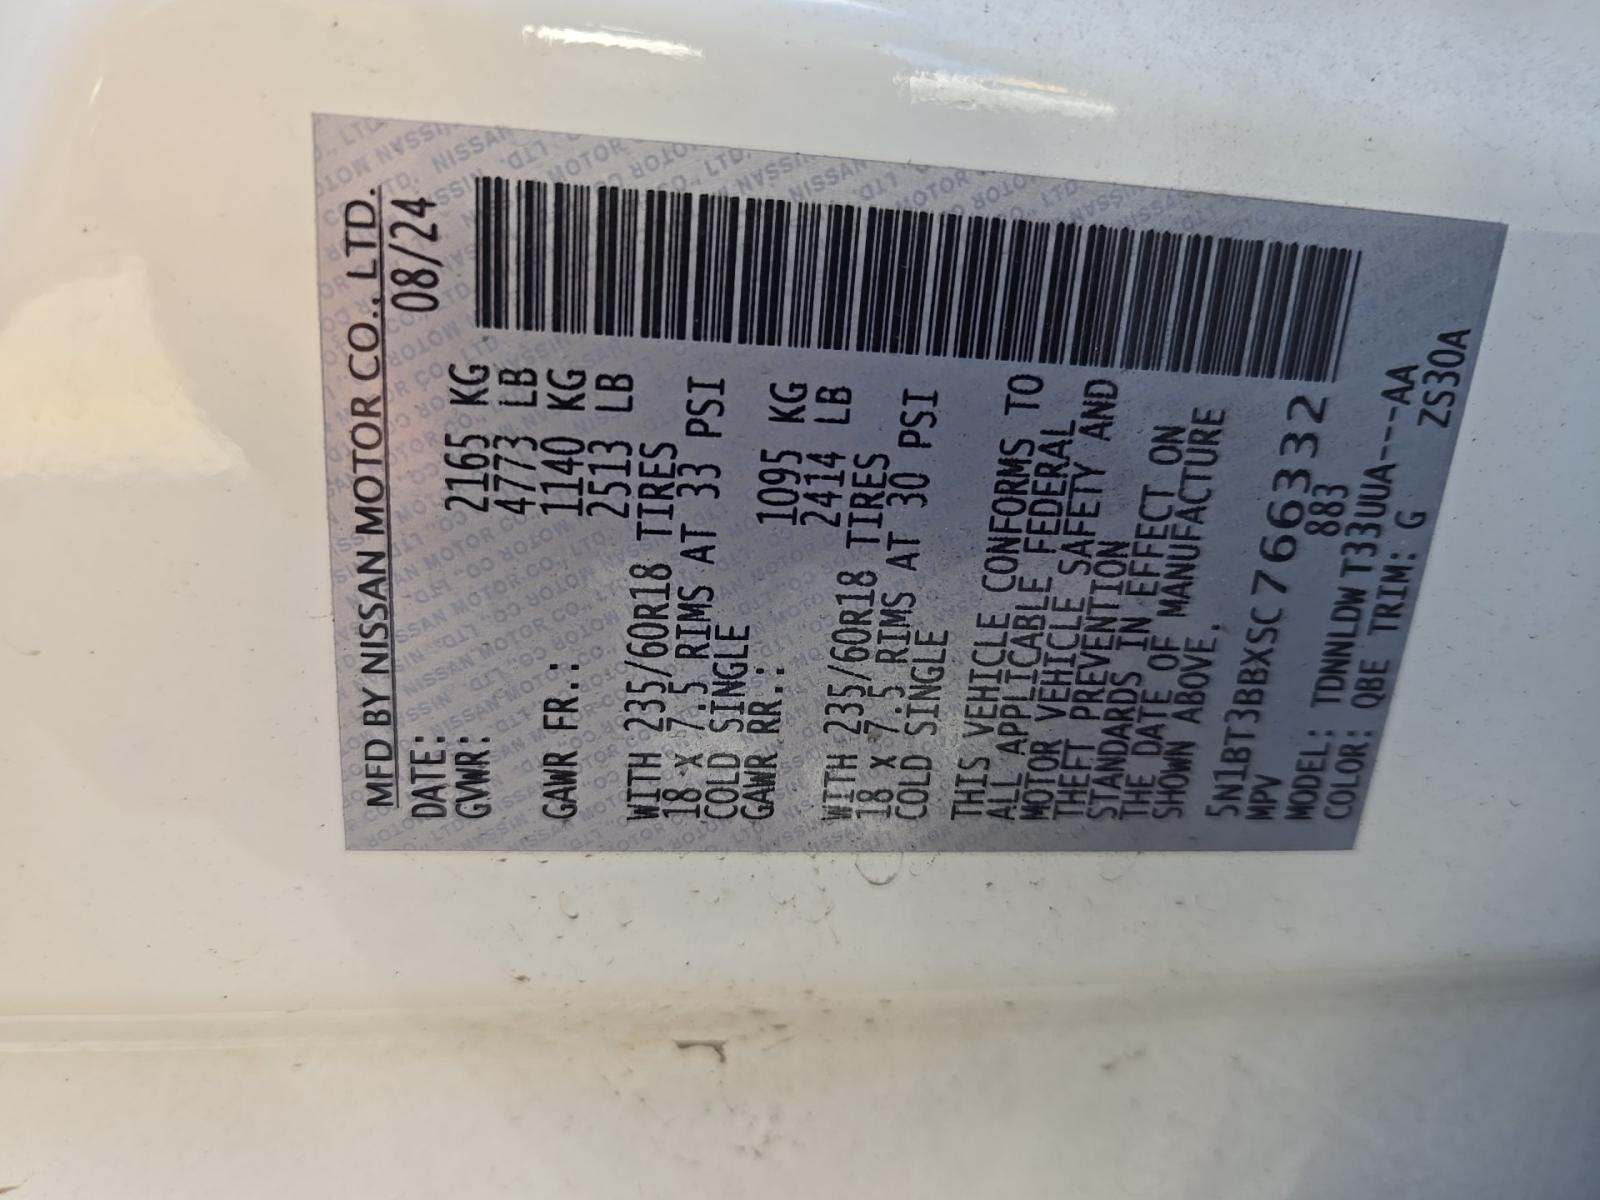 MFD BY NISSAN MOTOR CO., LTD.
DATE: 08/24
GVWR: 2165 KG
4773 LB
GAWR FR.: 1140 KG
2513 LB
WITH 235/60R18 TIRES
18 X 7.5 RIMS AT 33 PSI
COLD SINGLE
GAWR RR.: 1095 KG
2414 LB
WITH 235/60R18 TIRES
18 X 7.5 RIMS AT 30 PSI
COLD SINGLE
THIS VEHICLE CONFORMS TO
ALL APPLICABLE FEDERAL
MOTOR VEHICLE SAFETY AND
THEFT PREVENTION
STANDARDS IN EFFECT ON
THE DATE OF MANUFACTURE
SHOWN ABOVE.
5N1BT3BBXSC766332
MPV 883
MODEL: TDNNLDWT33UUA---AA
COLOR: QBE TRIM: G ZS30A